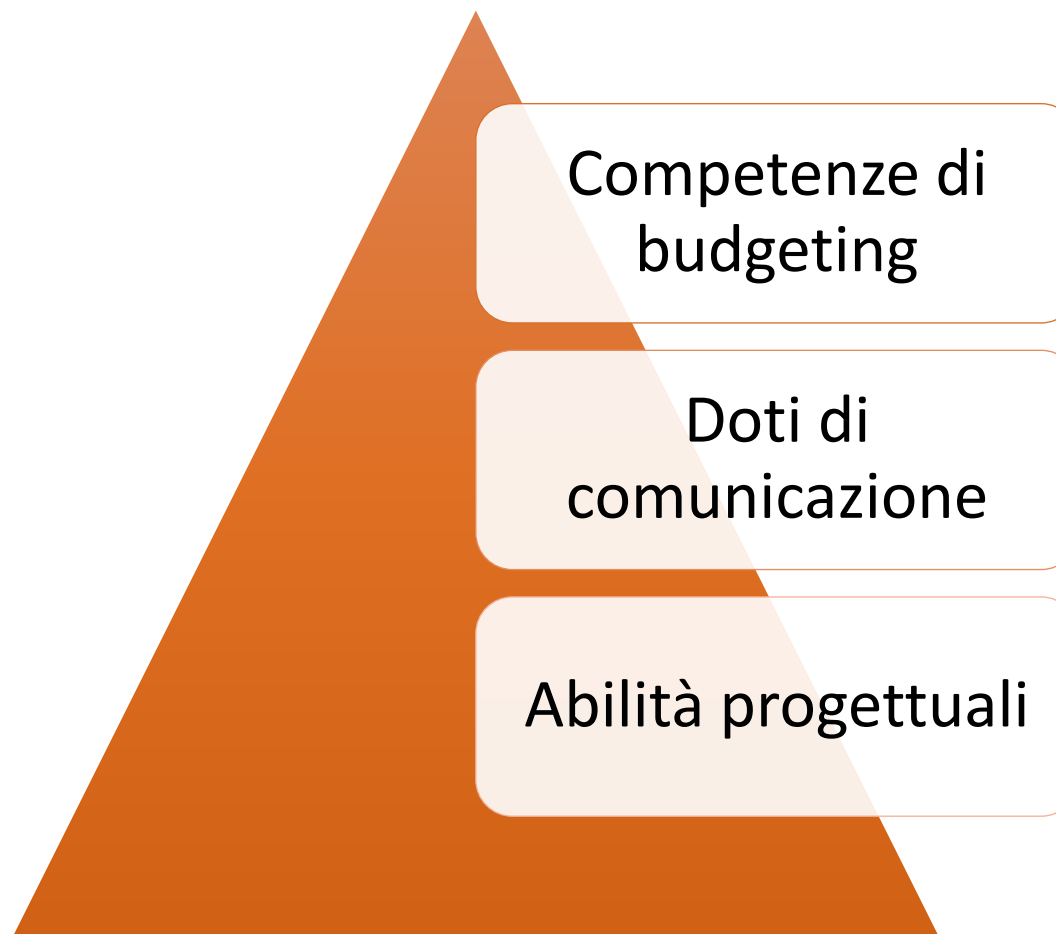 Competenze di
budgeting
Doti di
comunicazione
Abilità progettuali